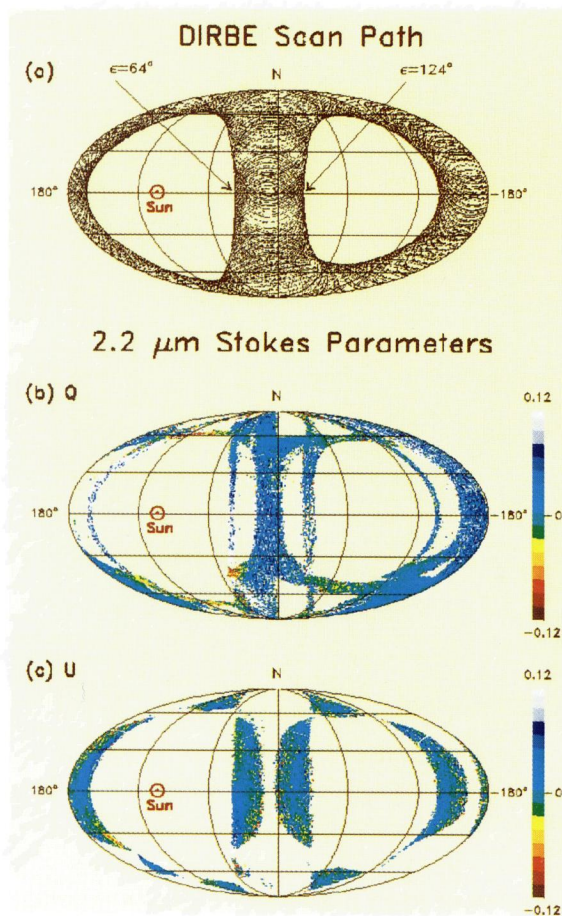 DIRBE Scan Path
(a)
ε=64°
N
ε=124°
180°
Sun
-180°
2.2 μm Stokes Parameters
(b) Q
N
0.12
180°
Sun
-180°
0
-0.12
(c) U
N
0.12
180°
Sun
-180°
0
-0.12